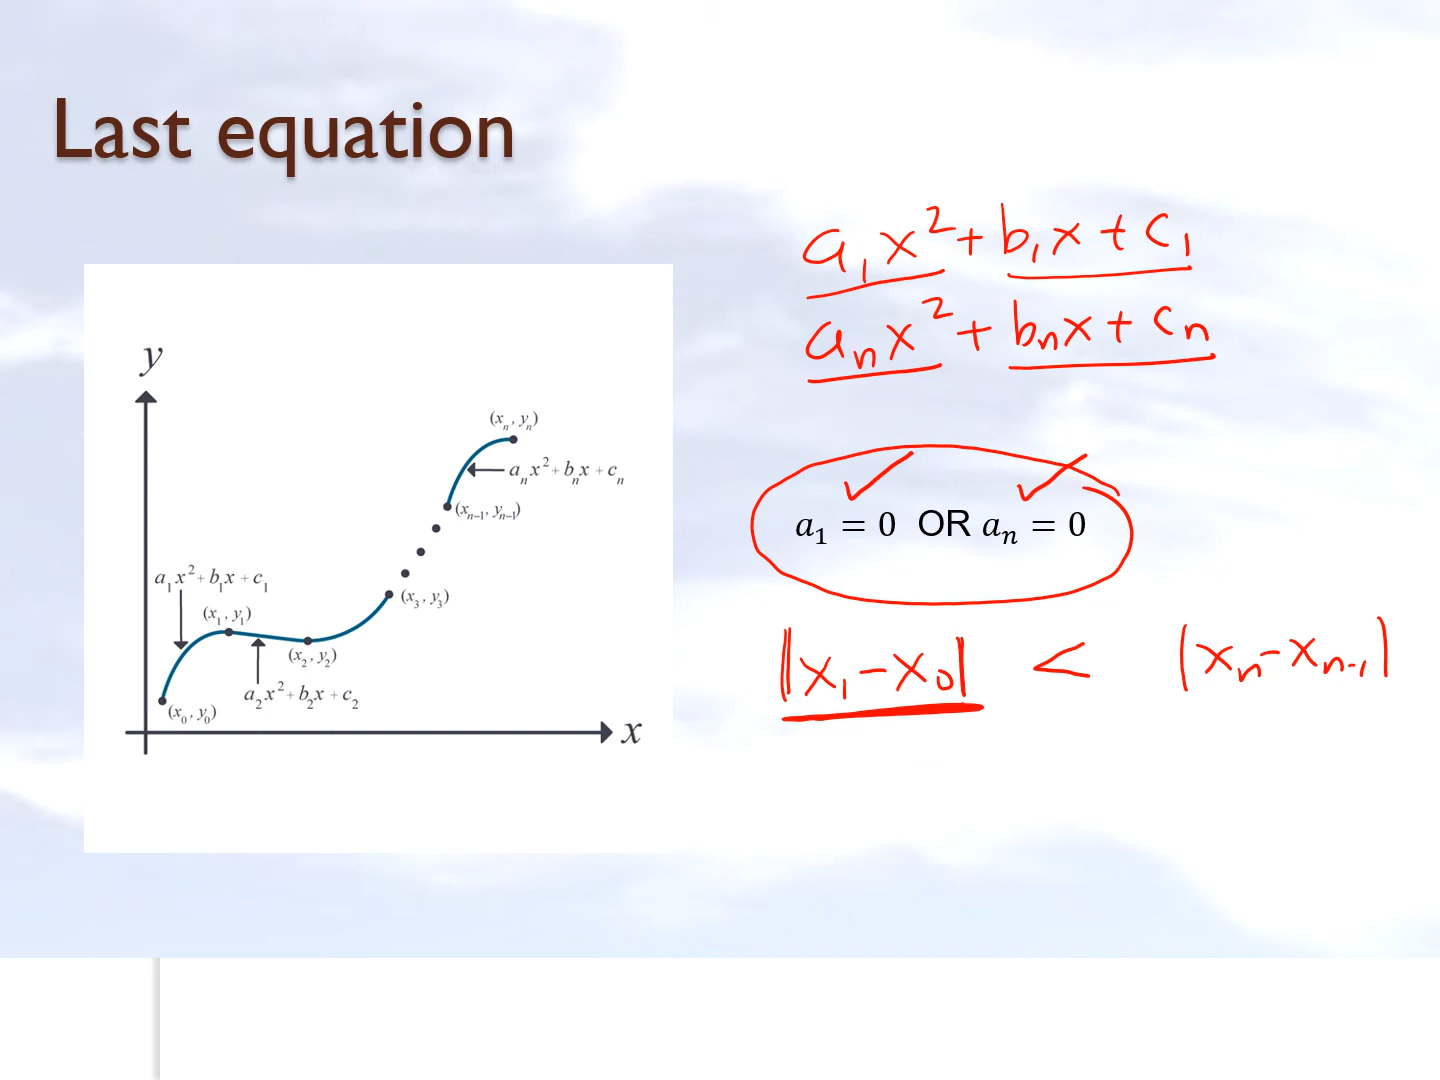 Last equation
a₁x² + b₁x + c₁
aₙx² + bₙx + cₙ
y
(xₙ, yₙ)
aₙx² + bₙx + cₙ
(xₙ₋₁, yₙ₋₁)
a₁x² + b₁x + c₁
(x₁, y₁)
(x₃, y₃)
(x₂, y₂)
a₂x² + b₂x + c₂
(x₀, y₀)
x
a₁ = 0 OR aₙ = 0
|x₁ - x₀| < |xₙ - xₙ₋₁|